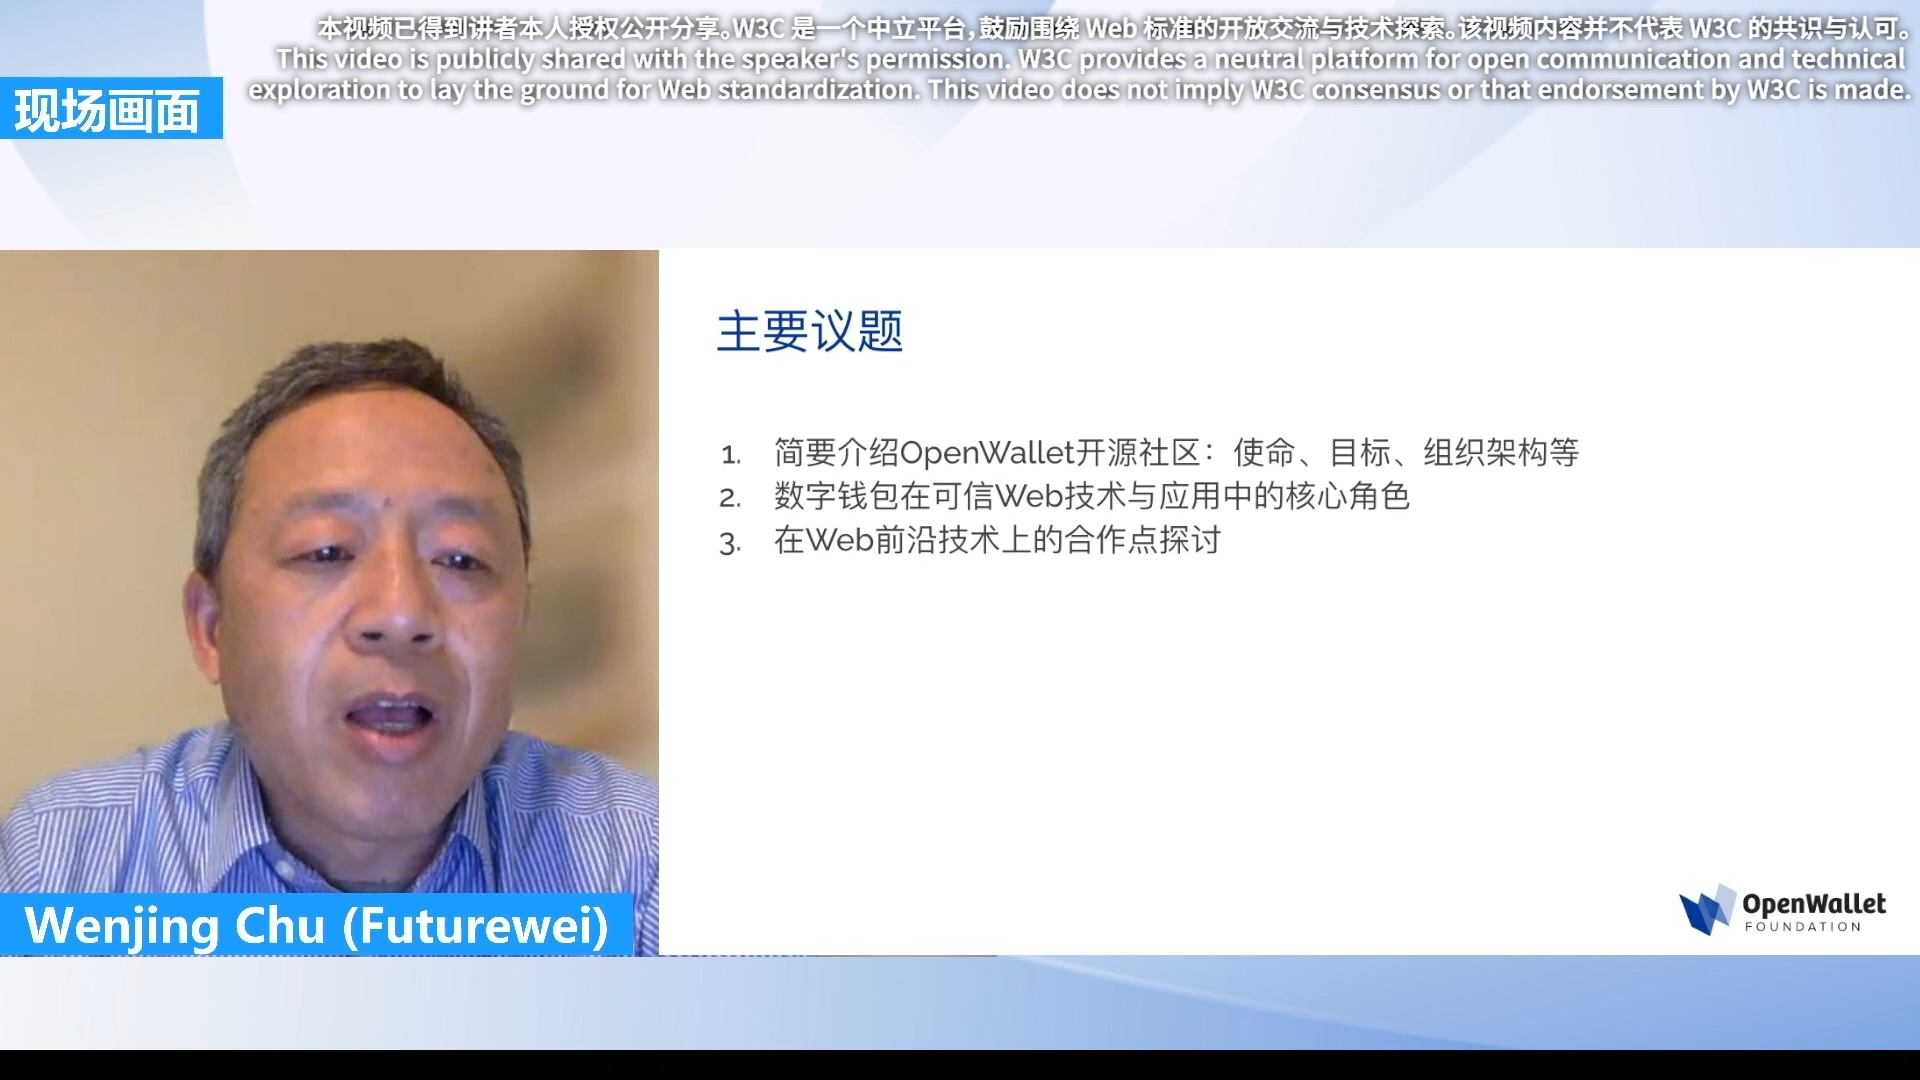 本视频已得到讲者本人授权公开分享。W3C 是一个中立平台，鼓励围绕 Web 标准的开放交流与技术探索。该视频内容并不代表 W3C 的共识与认可。
This video is publicly shared with the speaker's permission. W3C provides a neutral platform for open communication and technical
exploration to lay the ground for Web standardization. This video does not imply W3C consensus or that endorsement by W3C is made.
现场画面
主要议题
1. 简要介绍OpenWallet开源社区：使命、目标、组织架构等
2. 数字钱包在可信Web技术与应用中的核心角色
3. 在Web前沿技术上的合作点探讨
Wenjing Chu (Futurewei)
OpenWallet
FOUNDATION